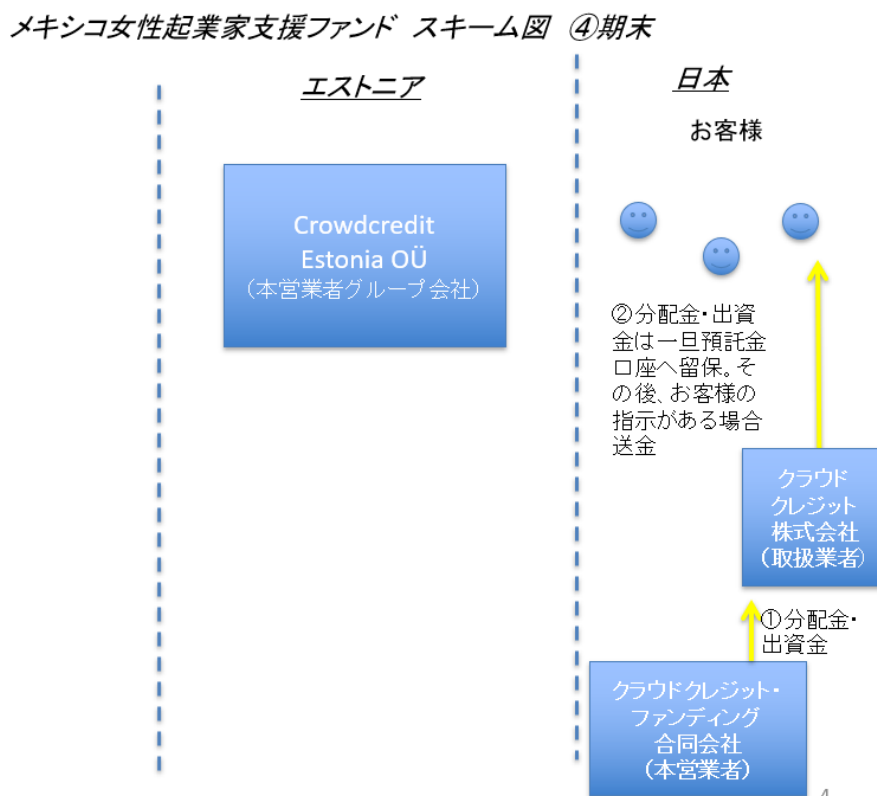 メキシコ女性起業家支援ファンド スキーム図 ④期末
エストニア
日本
お客様
Crowdcredit
Estonia OÜ
（本営業者グループ会社）
②分配金・出資
金は一旦預託金
口座へ留保。そ
の後、お客様の
指示がある場合
送金
クラウド
クレジット
株式会社
（取扱業者）
①分配金・
出資金
クラウドクレジット・
ファンディング
合同会社
（本営業者）
4